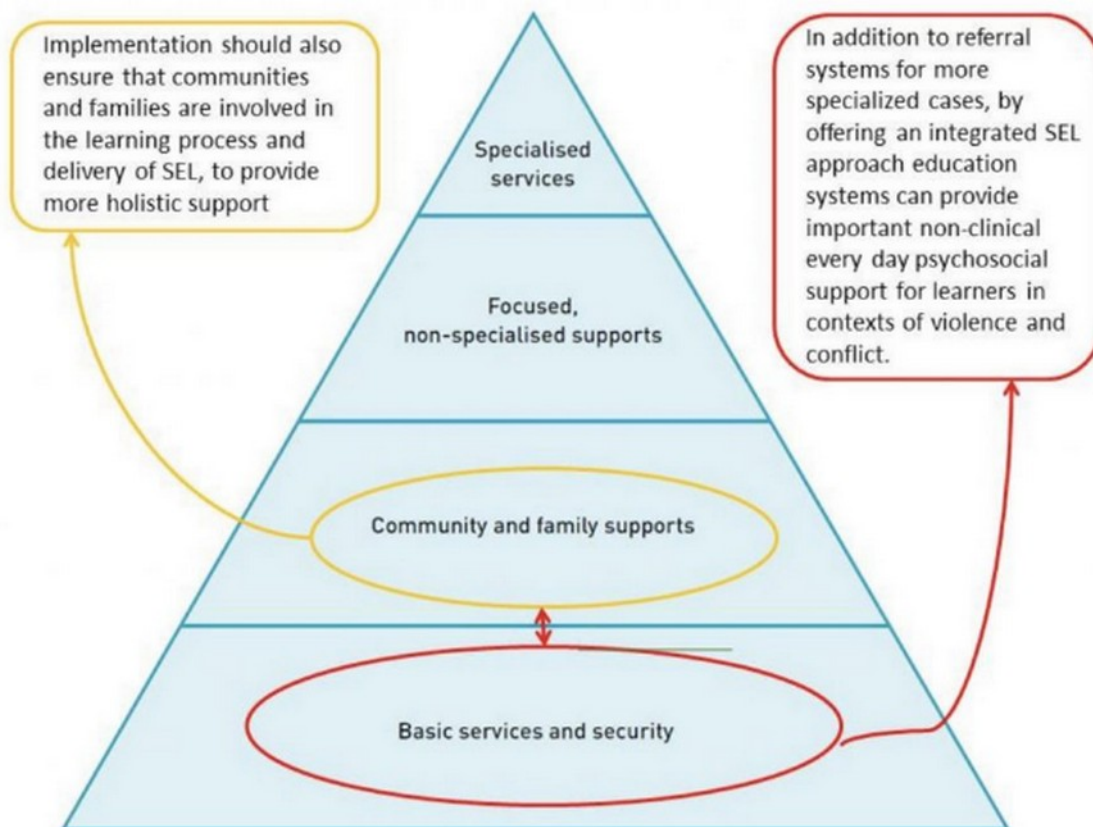 Implementation should also
ensure that communities
and families are involved in
the learning process and
delivery of SEL, to provide
more holistic support
In addition to referral
systems for more
specialized cases, by
offering an integrated SEL
approach education
systems can provide
important non-clinical
every day psychosocial
support for learners in
contexts of violence and
conflict.
Specialised
services
Focused,
non-specialised supports
Community and family supports
Basic services and security